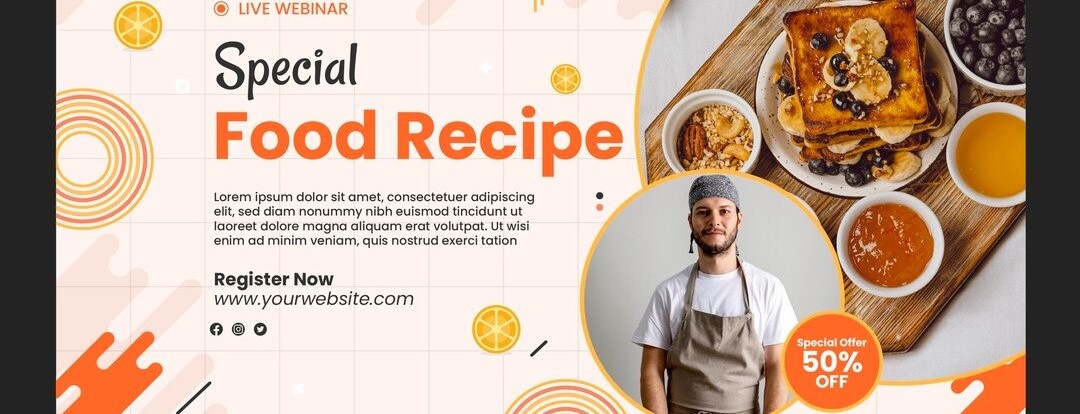 LIVE WEBINAR
Special
Food Recipe
Lorem ipsum dolor sit amet, consectetuer adipiscing
elit, sed diam nonummy nibh euismod tincidunt ut
laoreet dolore magna aliquam erat volutpat. Ut wisi
enim ad minim veniam, quis nostrud exerci tation
Register Now
www.yourwebsite.com
Special Offer
50%
OFF